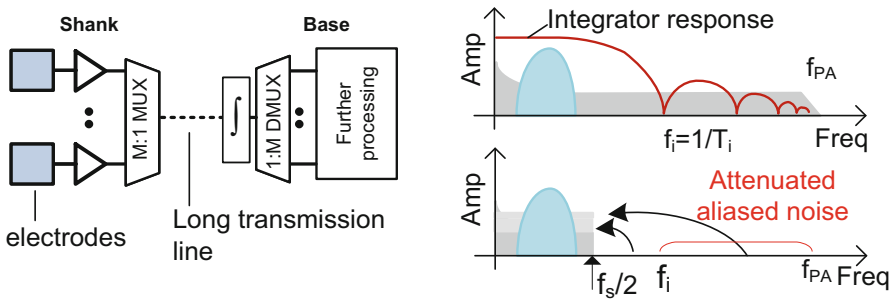 Shank
Base
M:1 MUX
∫
1:M DMUX
Further
processing
electrodes
Long transmission
line
Amp
Integrator response
f_PA
f_i=1/T_i
Freq
Amp
Attenuated
aliased noise
f_s/2
f_i
f_PA
Freq